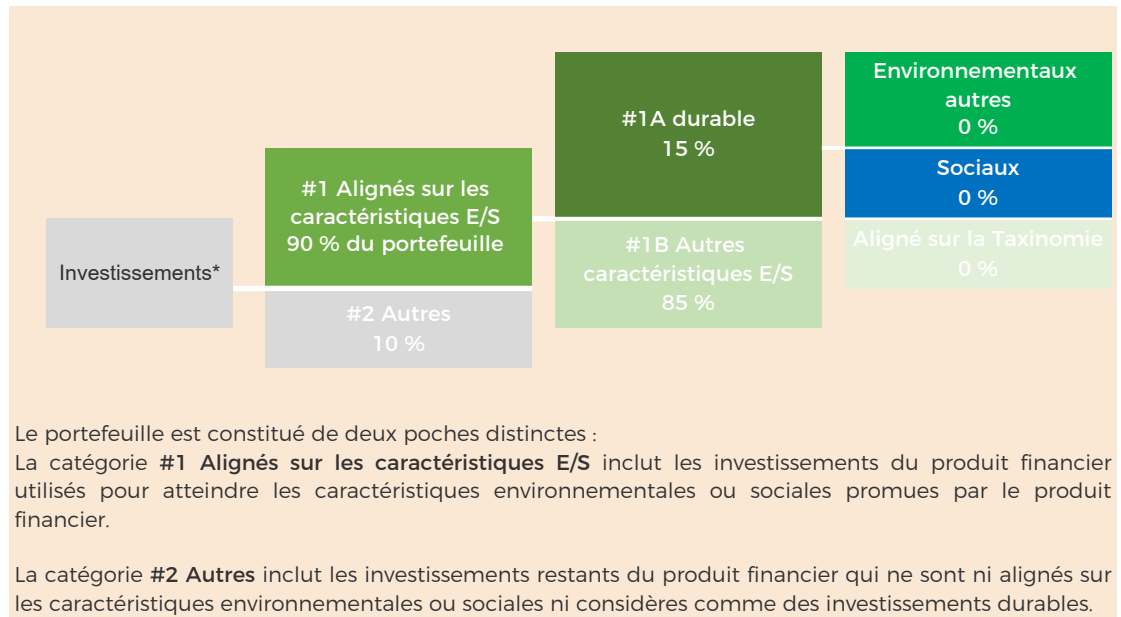 Investissements*
#1 Alignés sur les
caractéristiques E/S
90 % du portefeuille
#2 Autres
10 %
#1A durable
15 %
#1B Autres
caractéristiques E/S
85 %
Environnementaux
autres
0 %
Sociaux
0 %
Aligné sur la Taxinomie
0 %
Le portefeuille est constitué de deux poches distinctes :
La catégorie #1 Alignés sur les caractéristiques E/S inclut les investissements du produit financier
utilisés pour atteindre les caractéristiques environnementales ou sociales promues par le produit
financier.
La catégorie #2 Autres inclut les investissements restants du produit financier qui ne sont ni alignés sur
les caractéristiques environnementales ou sociales ni considères comme des investissements durables.